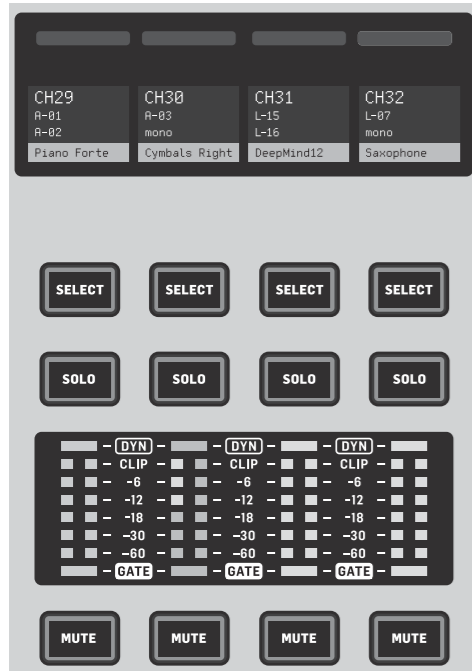 CH29 CH30 CH31 CH32
A-01 A-03 L-15 L-07
A-02 mono L-16 mono
Piano Forte Cymbals Right DeepMind12 Saxophone
SELECT SELECT SELECT SELECT
SOLO SOLO SOLO SOLO
DYN DYN DYN
CLIP CLIP CLIP
-6 -6 -6
-12 -12 -12
-18 -18 -18
-30 -30 -30
-60 -60 -60
GATE GATE GATE
MUTE MUTE MUTE MUTE